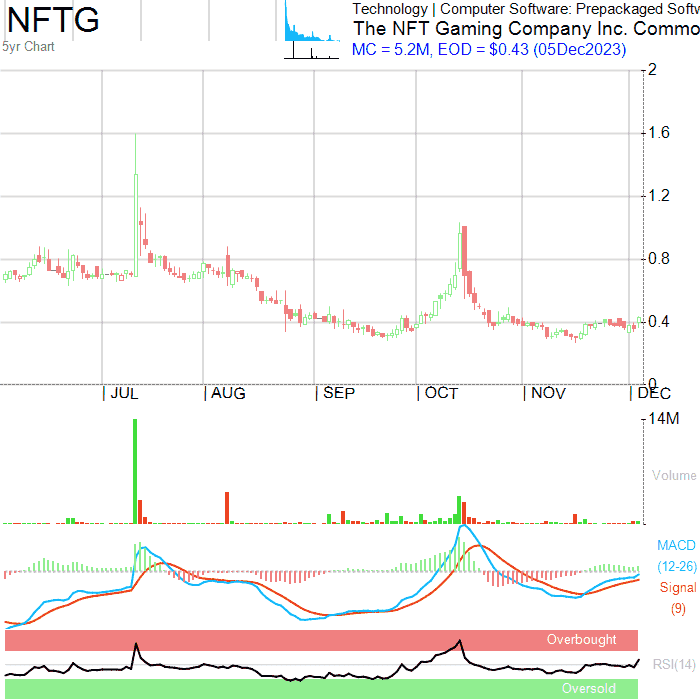 NFTG
5yr Chart
Technology | Computer Software: Prepackaged Softw
The NFT Gaming Company Inc. Commo
MC = 5.2M, EOD = $0.43 (05Dec2023)
2
1.6
1.2
0.8
0.4
0
JUL AUG SEP OCT NOV DEC
14M
Volume
MACD
(12-26)
Signal
(9)
Overbought
RSI(14)
Oversold